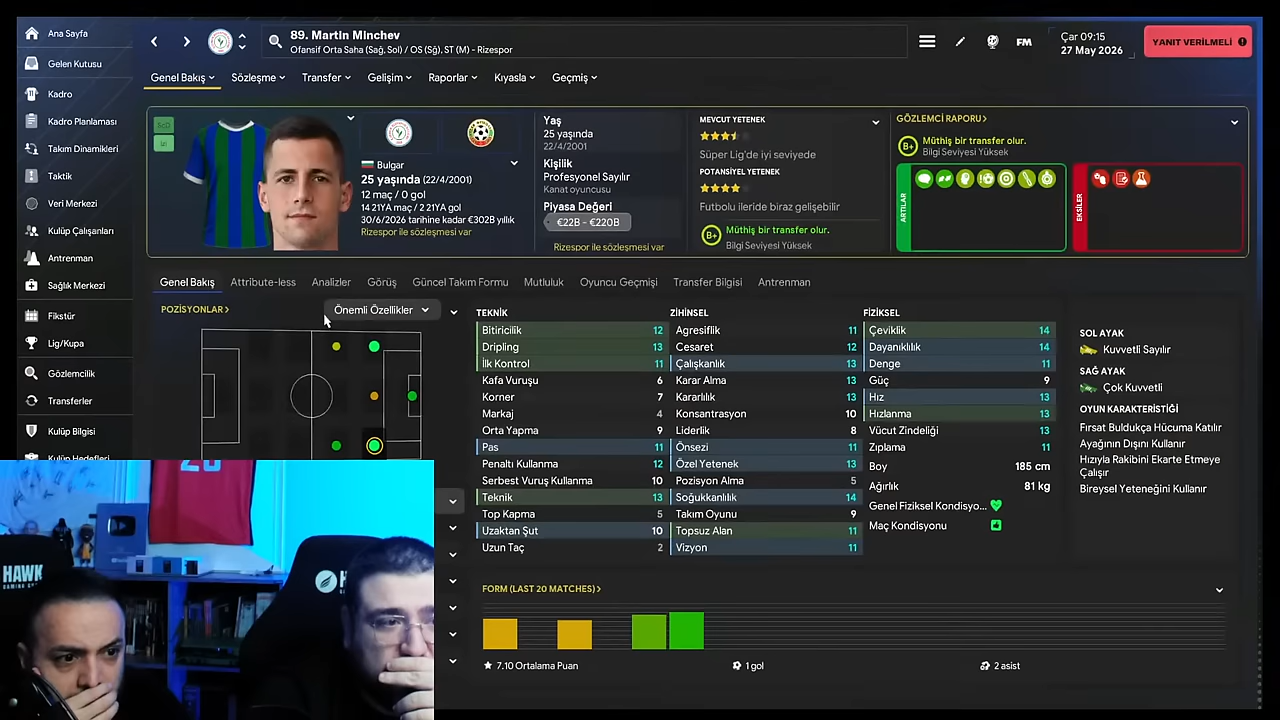 Ana Sayfa
Gelen Kutusu
Kadro
Kadro Planlaması
Takım Dinamikleri
Taktik
Veri Merkezi
Kulüp Çalışanları
Antrenman
Sağlık Merkezi
Fikstür
Lig/Kupa
Gözlemcilik
Transferler
Kulüp Bilgisi
Kulüp Hedefleri
89. Martin Minchev
Ofansif Orta Saha (Sağ, Sol) / OS (Sğ), ST (M) - Rizespor
FM
Çar 09:15
27 May 2026
YANIT VERİLMELİ
Genel Bakış
Sözleşme
Transfer
Gelişim
Raporlar
Kıyasla
Geçmiş
Bulgar
25 yaşında (22/4/2001)
12 maç / 0 gol
14 21YA maç / 2 21YA gol
30/6/2026 tarihine kadar €302B yıllık
Rizespor ile sözleşmesi var
Yaş
25 yaşında
22/4/2001
Kişilik
Profesyonel Sayılır
Kanat oyuncusu
Piyasa Değeri
€22B - €220B
Rizespor ile sözleşmesi var
MEVCUT YETENEK
Süper Lig'de iyi seviyede
POTANSİYEL YETENEK
Futbolu ileride biraz gelişebilir
B+ Müthiş bir transfer olur.
Bilgi Seviyesi Yüksek
GÖZLEMCİ RAPORU
B+ Müthiş bir transfer olur.
Bilgi Seviyesi Yüksek
ARTILAR
EKSİLER
Genel Bakış
Attribute-less
Analizler
Görüş
Güncel Takım Formu
Mutluluk
Oyuncu Geçmişi
Transfer Bilgisi
Antrenman
POZİSYONLAR
Önemli Özellikler
TEKNİK
Bitiricilik 12
Dripling 13
İlk Kontrol 11
Kafa Vuruşu 6
Korner 7
Markaj 4
Orta Yapma 9
Pas 11
Penaltı Kullanma 12
Serbest Vuruş Kullanma 10
Teknik 13
Top Kapma 5
Uzaktan Şut 10
Uzun Taç 2
ZİHİNSEL
Agresiflik 11
Cesaret 12
Çalışkanlık 13
Karar Alma 13
Kararlılık 13
Konsantrasyon 10
Liderlik 8
Önsezi 11
Özel Yetenek 13
Pozisyon Alma 5
Soğukkanlılık 14
Takım Oyunu 9
Topsuz Alan 11
Vizyon 11
FİZİKSEL
Çeviklik 14
Dayanıklılık 14
Denge 11
Güç 9
Hız 13
Hızlanma 13
Vücut Zindeliği 13
Zıplama 11
Boy 185 cm
Ağırlık 81 kg
Genel Fiziksel Kondisyo...
Maç Kondisyonu
SOL AYAK
Kuvvetli Sayılır
SAĞ AYAK
Çok Kuvvetli
OYUN KARAKTERİSTİĞİ
Fırsat Buldukça Hücuma Katılır
Ayağının Dışını Kullanır
Hızıyla Rakibini Ekarte Etmeye
Çalışır
Bireysel Yeteneğini Kullanır
FORM (LAST 20 MATCHES)
7.10 Ortalama Puan
1 gol
2 asist
HAWK